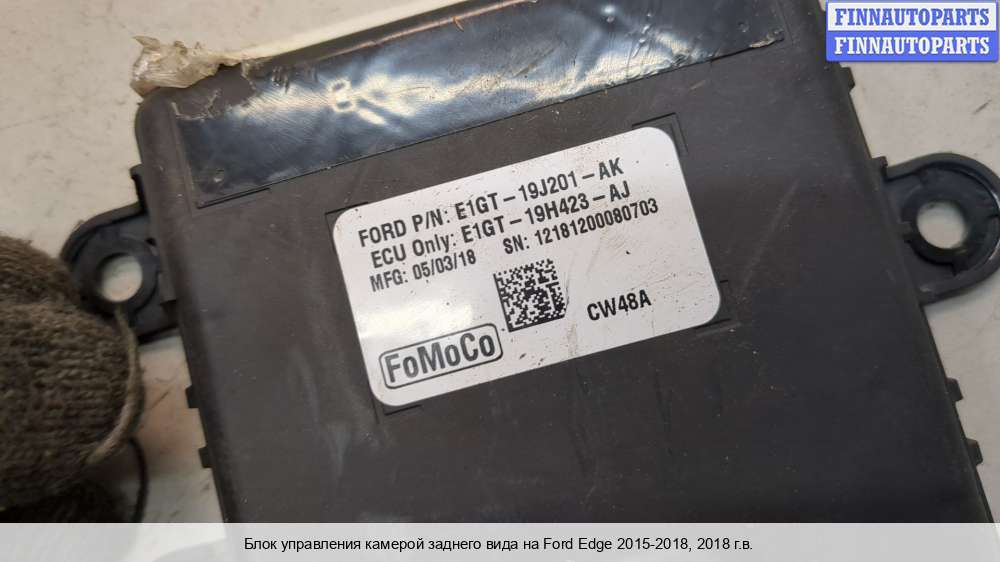 FINNAUTOPARTS
FINNAUTOPARTS
FORD P/N: E1GT-19J201-AK
ECU Only: E1GT-19H423-AJ
MFG: 05/03/18 SN: 12181200080703
CW48A
FoMoCo
Блок управления камерой заднего вида на Ford Edge 2015-2018, 2018 г.в.